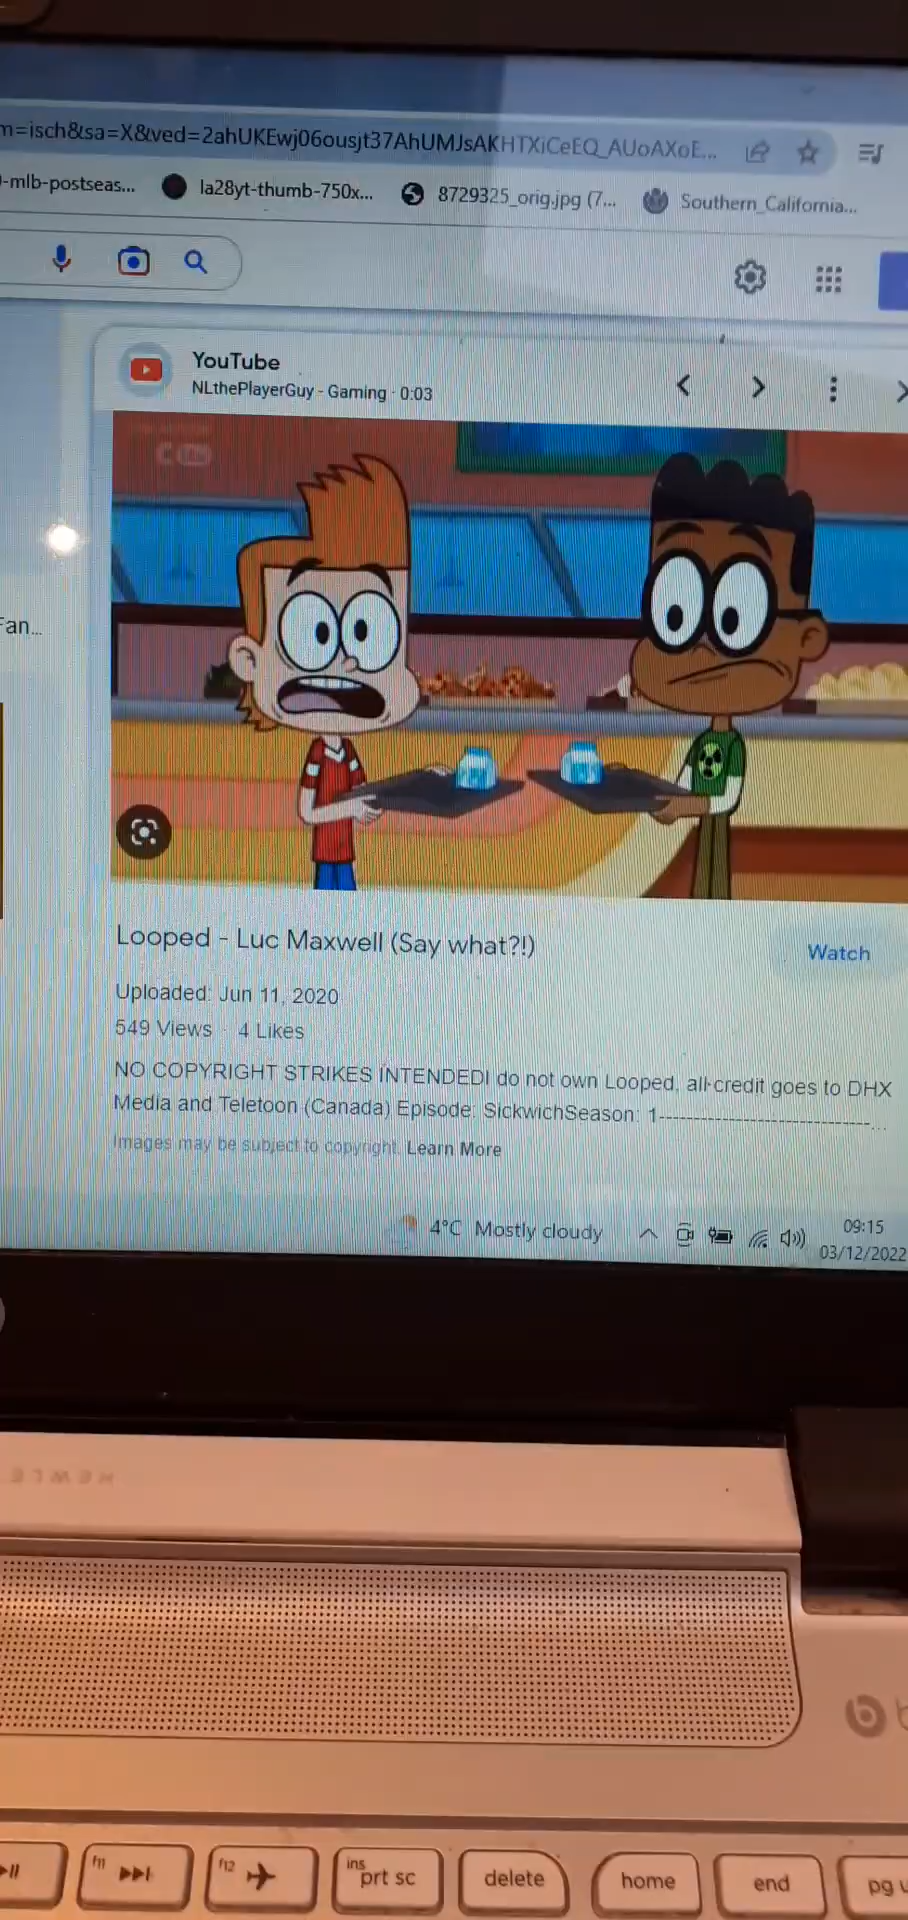 m=isch&sa=X&ved=2ahUKEwj06ousjt37AhUMJsAKHTXiCeEQ_AUoAXoE...
-mlb-postseas... la28yt-thumb-750x... 8729325_orig.jpg (7... Southern_California...
YouTube
NLthePlayerGuy - Gaming · 0:03
Fan...
Looped - Luc Maxwell (Say what?!)
Watch
Uploaded: Jun 11, 2020
549 Views · 4 Likes
NO COPYRIGHT STRIKES INTENDEDI do not own Looped, all credit goes to DHX
Media and Teletoon (Canada) Episode: SickwichSeason: 1----------------------------...
Images may be subject to copyright. Learn More
4°C Mostly cloudy
09:15
03/12/2022
f11 f12 ins prt sc delete home end pg